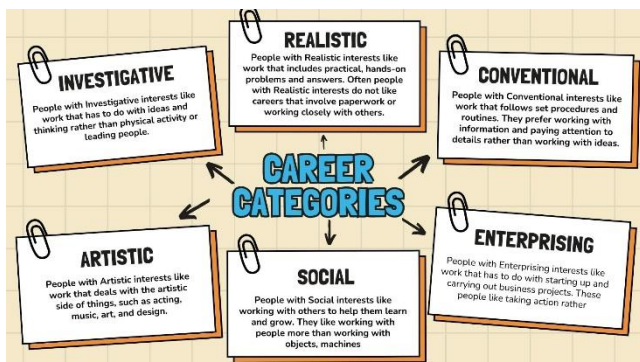 REALISTIC
People with Realistic interests like
work that includes practical, hands-on
problems and answers. Often people
with Realistic interests do not like
careers that involve paperwork or
working closely with others.
INVESTIGATIVE
People with Investigative interests like
work that has to do with ideas and
thinking rather than physical activity or
leading people.
CONVENTIONAL
People with Conventional interests like
work that follows set procedures and
routines. They prefer working with
information and paying attention to
details rather than working with ideas.
CAREER
CATEGORIES
ARTISTIC
People with Artistic interests like
work that deals with the artistic
side of things, such as acting,
music, art, and design.
SOCIAL
People with Social interests like
working with others to help them learn
and grow. They like working with
people more than working with
objects, machines
ENTERPRISING
People with Enterprising interests like
work that has to do with starting up and
carrying out business projects. These
people like taking action rather